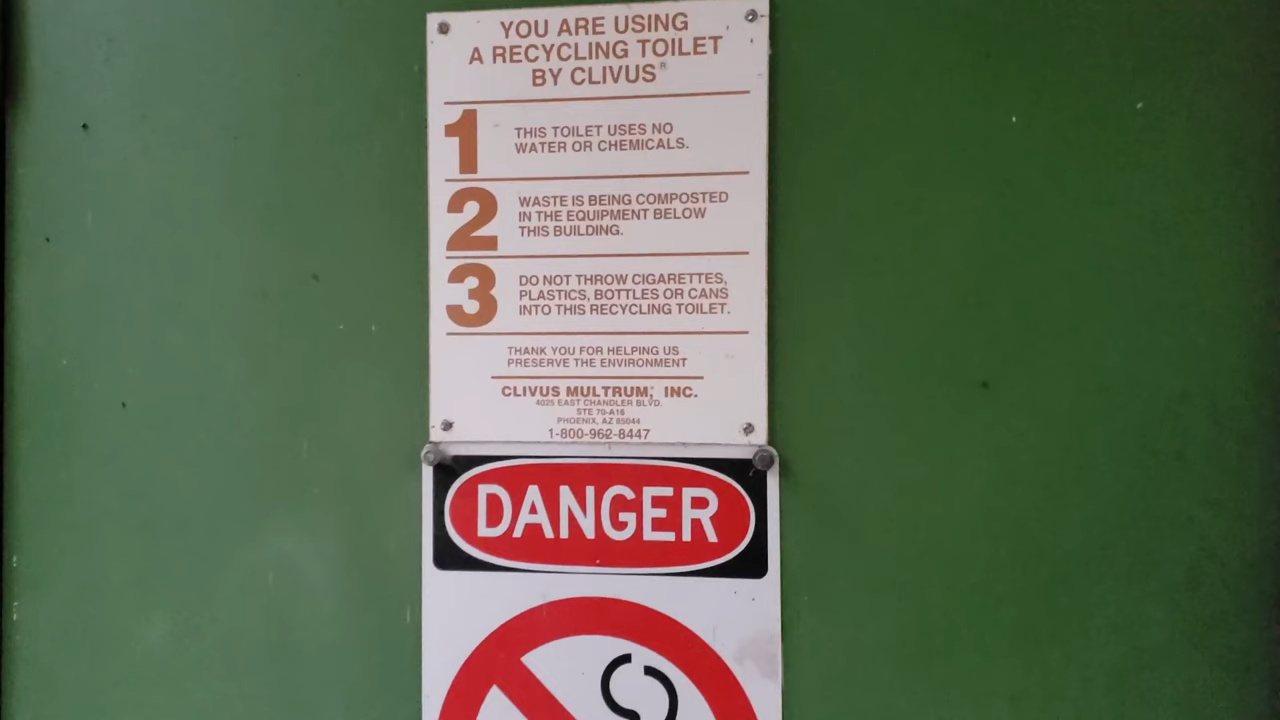 YOU ARE USING
A RECYCLING TOILET
BY CLIVUS®
1
THIS TOILET USES NO
WATER OR CHEMICALS.
2
WASTE IS BEING COMPOSTED
IN THE EQUIPMENT BELOW
THIS BUILDING.
3
DO NOT THROW CIGARETTES,
PLASTICS, BOTTLES OR CANS
INTO THIS RECYCLING TOILET.
THANK YOU FOR HELPING US
PRESERVE THE ENVIRONMENT
CLIVUS MULTRUM, INC.
4025 EAST CHANDLER BLVD.
STE 70-A16
PHOENIX, AZ 85044
1-800-962-8447
DANGER